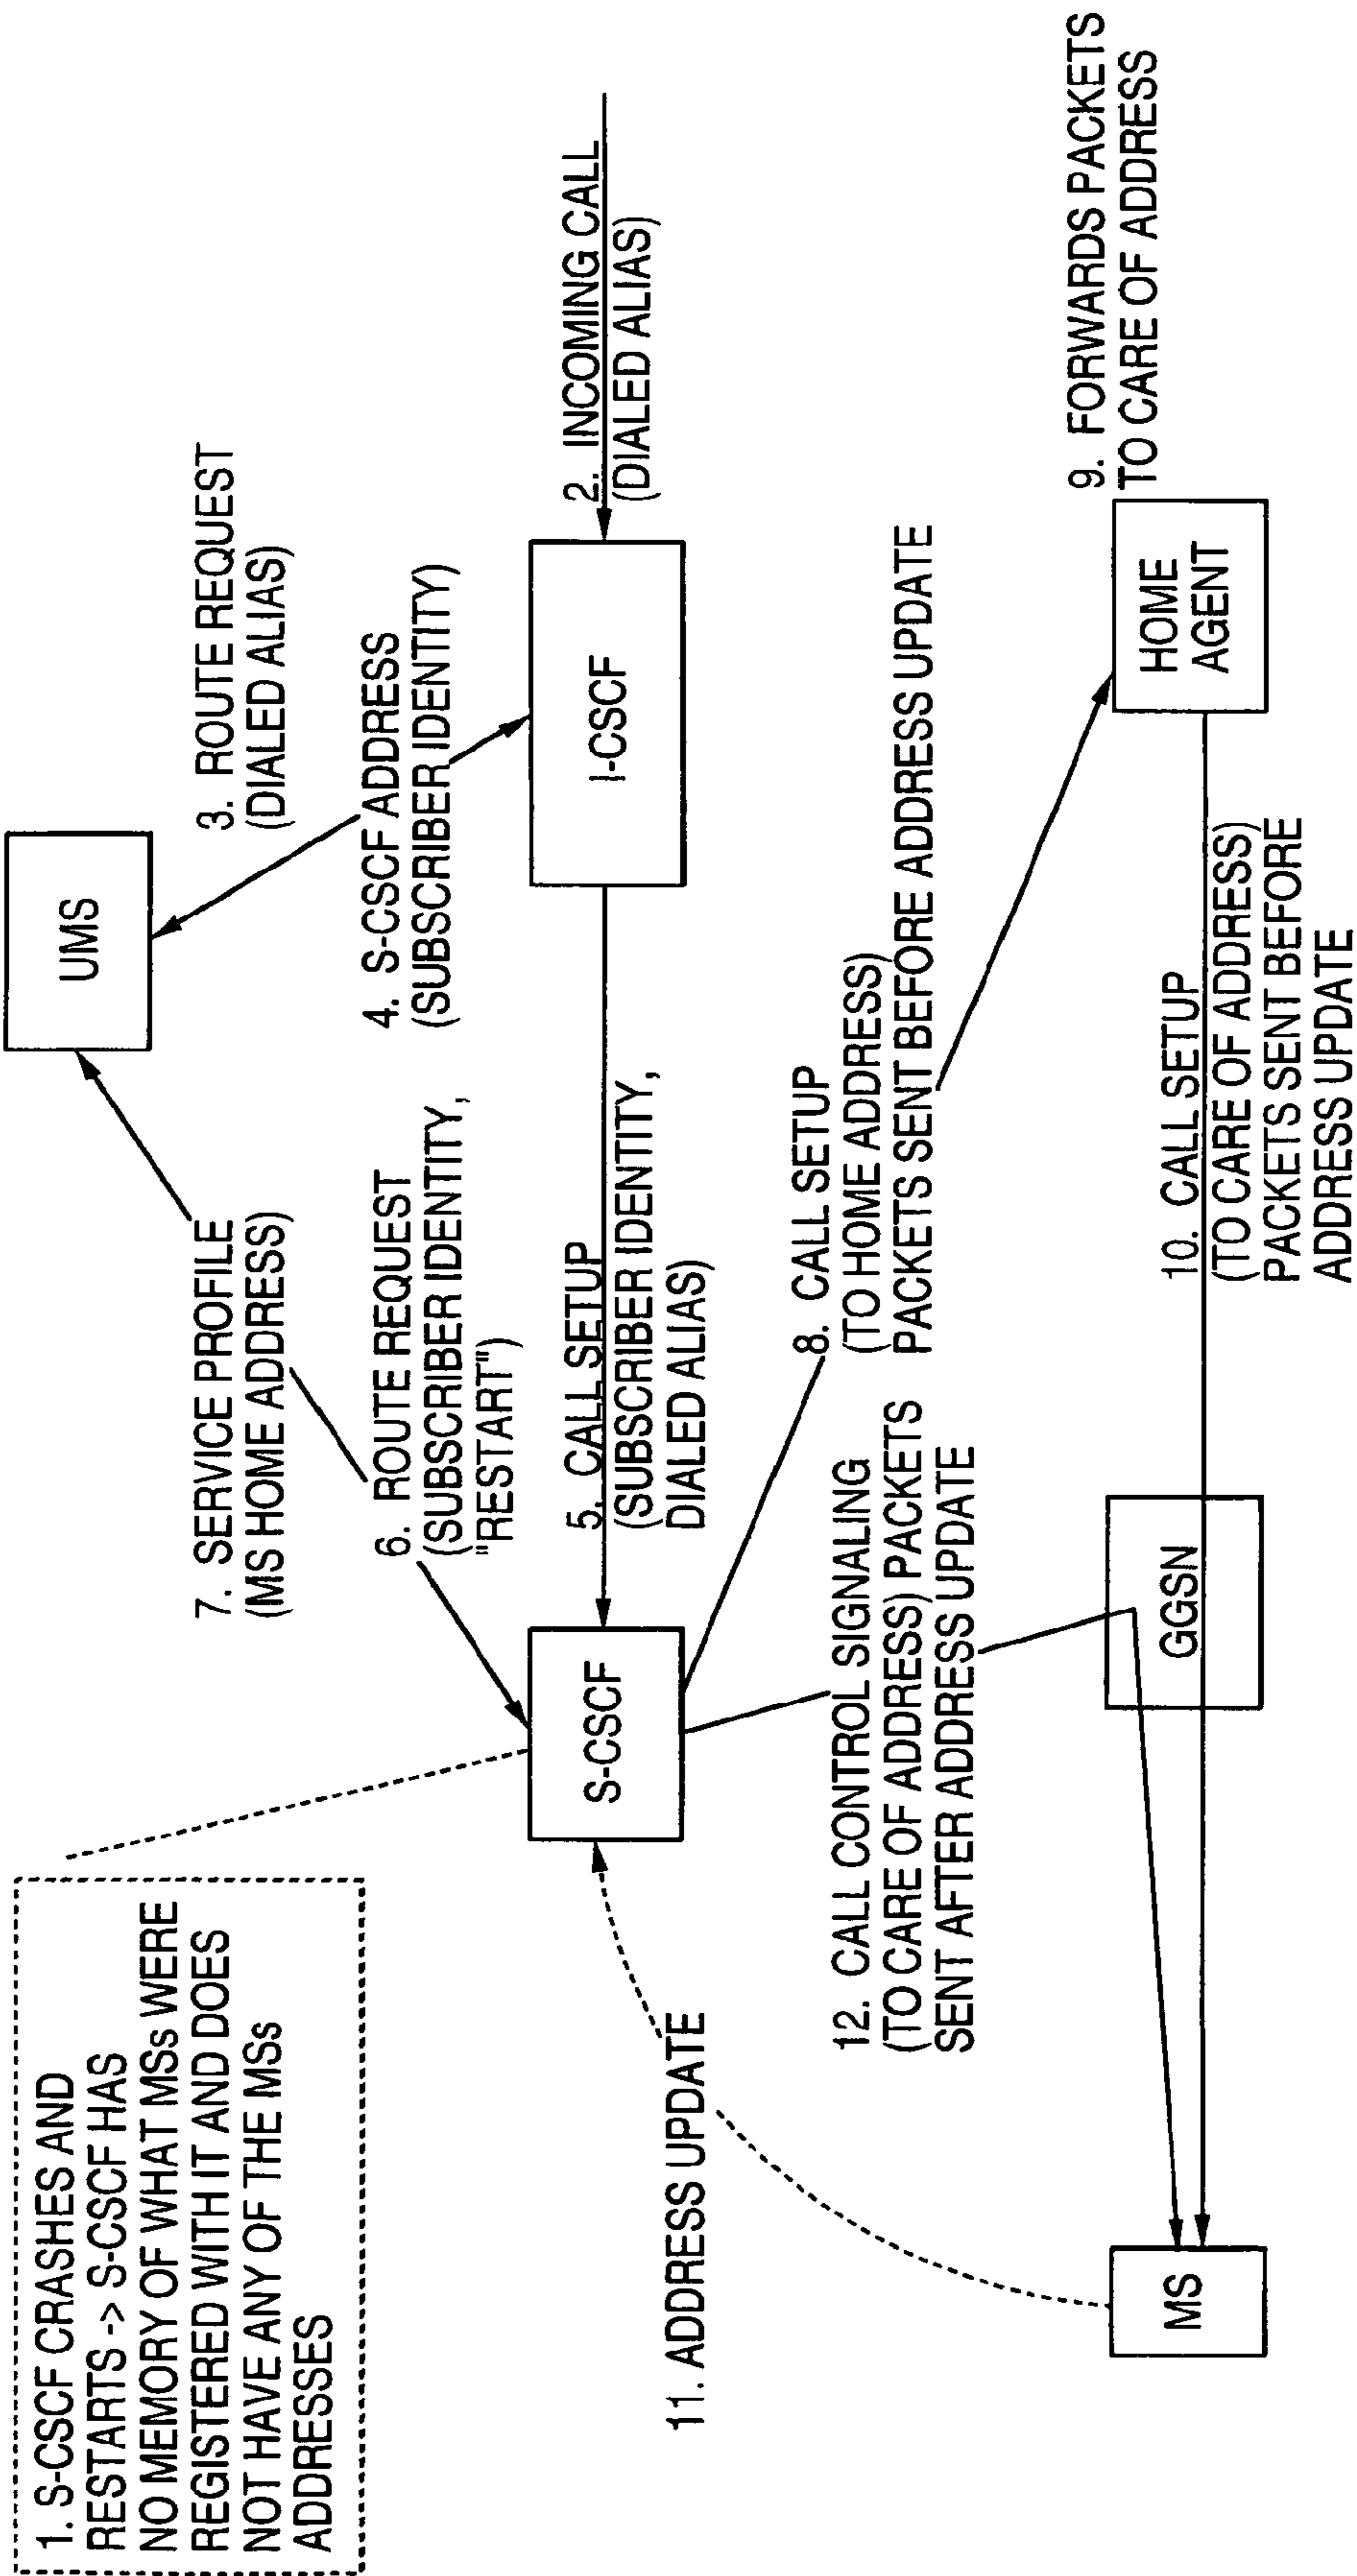 1. S-CSCF CRASHES AND
RESTARTS -> S-CSCF HAS
NO MEMORY OF WHAT MSs WERE
REGISTERED WITH IT AND DOES
NOT HAVE ANY OF THE MSs
ADDRESSES
UMS
3. ROUTE REQUEST
(DIALED ALIAS)
7. SERVICE PROFILE
(MS HOME ADDRESS)
4. S-CSCF ADDRESS
(SUBSCRIBER IDENTITY)
6. ROUTE REQUEST
(SUBSCRIBER IDENTITY,
"RESTART")
S-CSCF
5. CALL SETUP
(SUBSCRIBER IDENTITY,
DIALED ALIAS)
I-CSCF
2. INCOMING CALL
(DIALED ALIAS)
11. ADDRESS UPDATE
12. CALL CONTROL SIGNALING
(TO CARE OF ADDRESS) PACKETS
SENT AFTER ADDRESS UPDATE
8. CALL SETUP
(TO HOME ADDRESS)
PACKETS SENT BEFORE ADDRESS UPDATE
9. FORWARDS PACKETS
TO CARE OF ADDRESS
MS
GGSN
10. CALL SETUP
(TO CARE OF ADDRESS)
PACKETS SENT BEFORE
ADDRESS UPDATE
HOME
AGENT